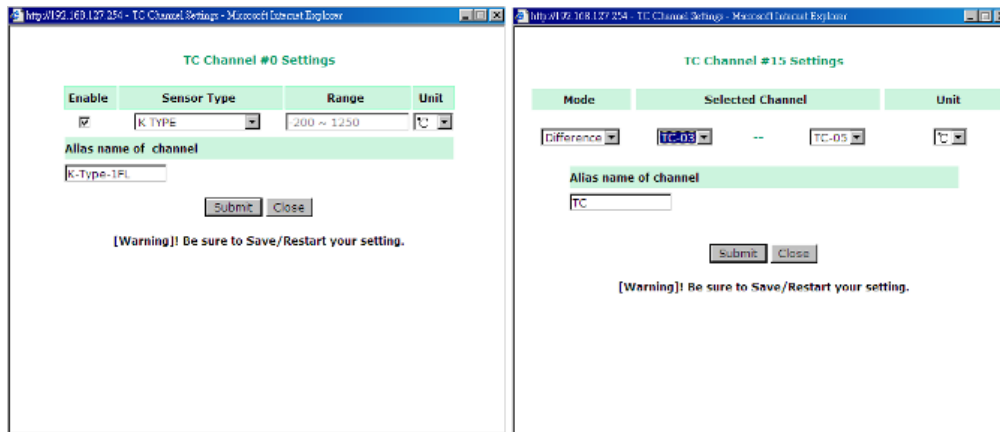 http://192.168.127.254 - TC Channel Settings - Microsoft Internet Explorer
TC Channel #0 Settings
Enable Sensor Type Range Unit
K TYPE -200 ~ 1250 ℃
Alias name of channel
K-Type-1FL
Submit Close
[Warning]! Be sure to Save/Restart your setting.
http://192.168.127.254 - TC Channel Settings - Microsoft Internet Explorer
TC Channel #15 Settings
Mode Selected Channel Unit
Difference TC-03 -- TC-05 ℃
Alias name of channel
TC
Submit Close
[Warning]! Be sure to Save/Restart your setting.